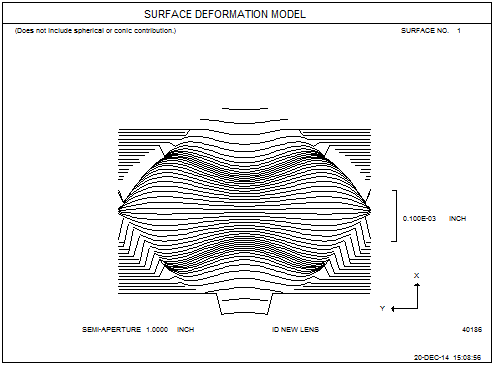 SURFACE DEFORMATION MODEL
(Does not include spherical or conic contribution.) SURFACE NO. 1
0.100E-03 INCH
X
Y
SEMI-APERTURE 1.0000 INCH ID NEW LENS 40186
20-DEC-14 15:08:56